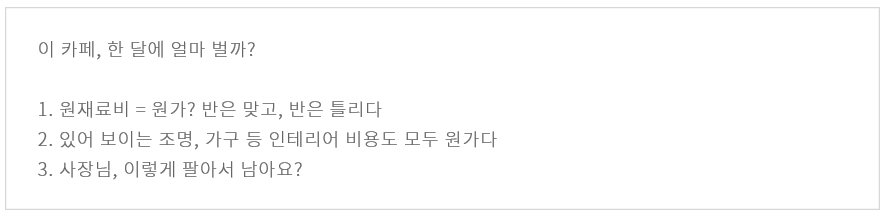 이 카페, 한 달에 얼마 벌까?
1. 원재료비 = 원가? 반은 맞고, 반은 틀리다
2. 있어 보이는 조명, 가구 등 인테리어 비용도 모두 원가다
3. 사장님, 이렇게 팔아서 남아요?